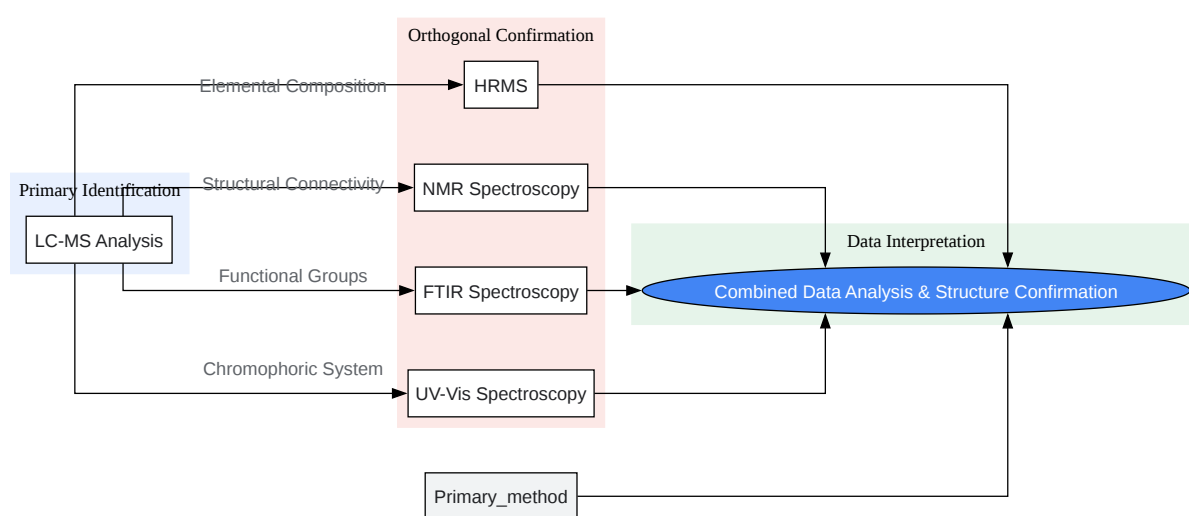 Orthogonal Confirmation
Elemental Composition
HRMS
Primary Identification
Structural Connectivity
NMR Spectroscopy
LC-MS Analysis
Data Interpretation
Functional Groups
FTIR Spectroscopy
Combined Data Analysis & Structure Confirmation
Chromophoric System
UV-Vis Spectroscopy
Primary_method